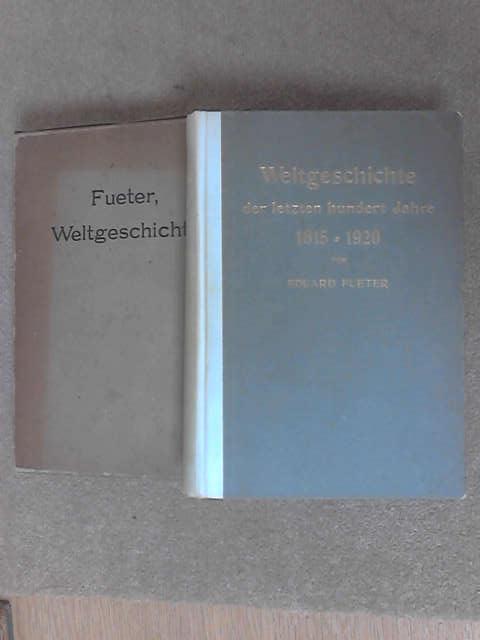 Fueter,
Weltgeschicht
Weltgeschichte
der letzten hundert Jahre
1815 * 1920
von
EDUARD FUETER